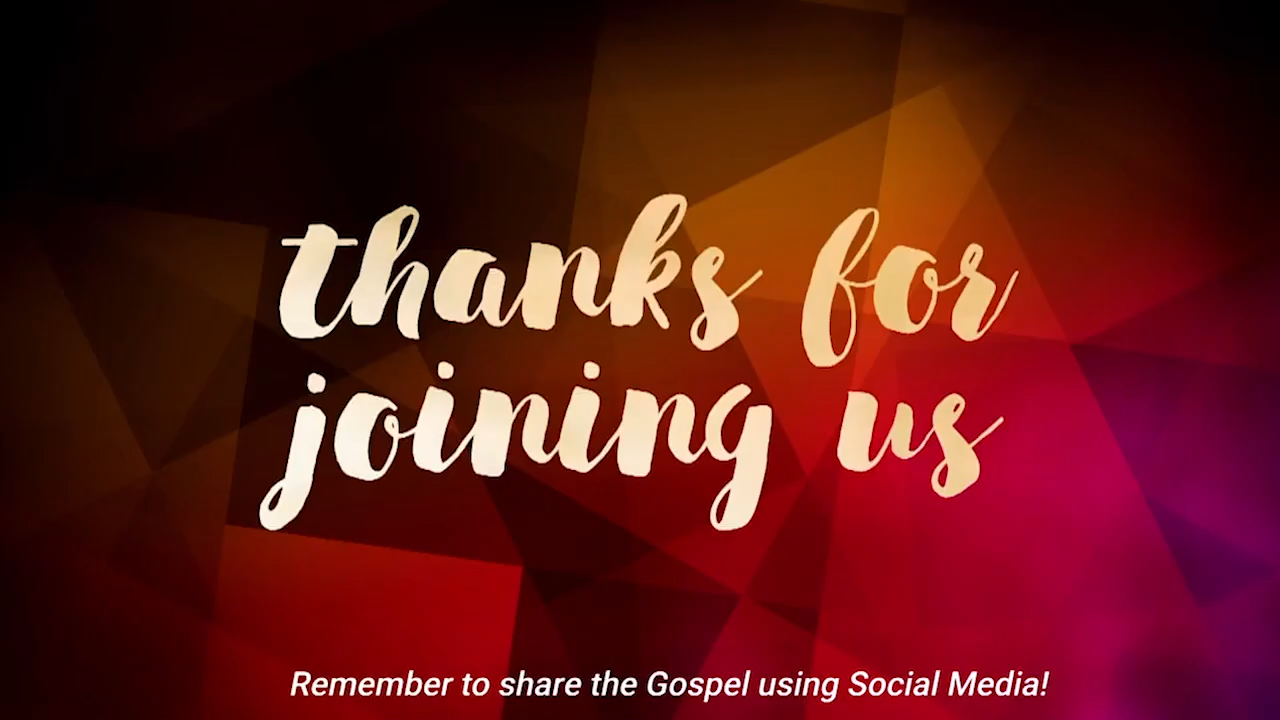 thanks for
joining us
Remember to share the Gospel using Social Media!